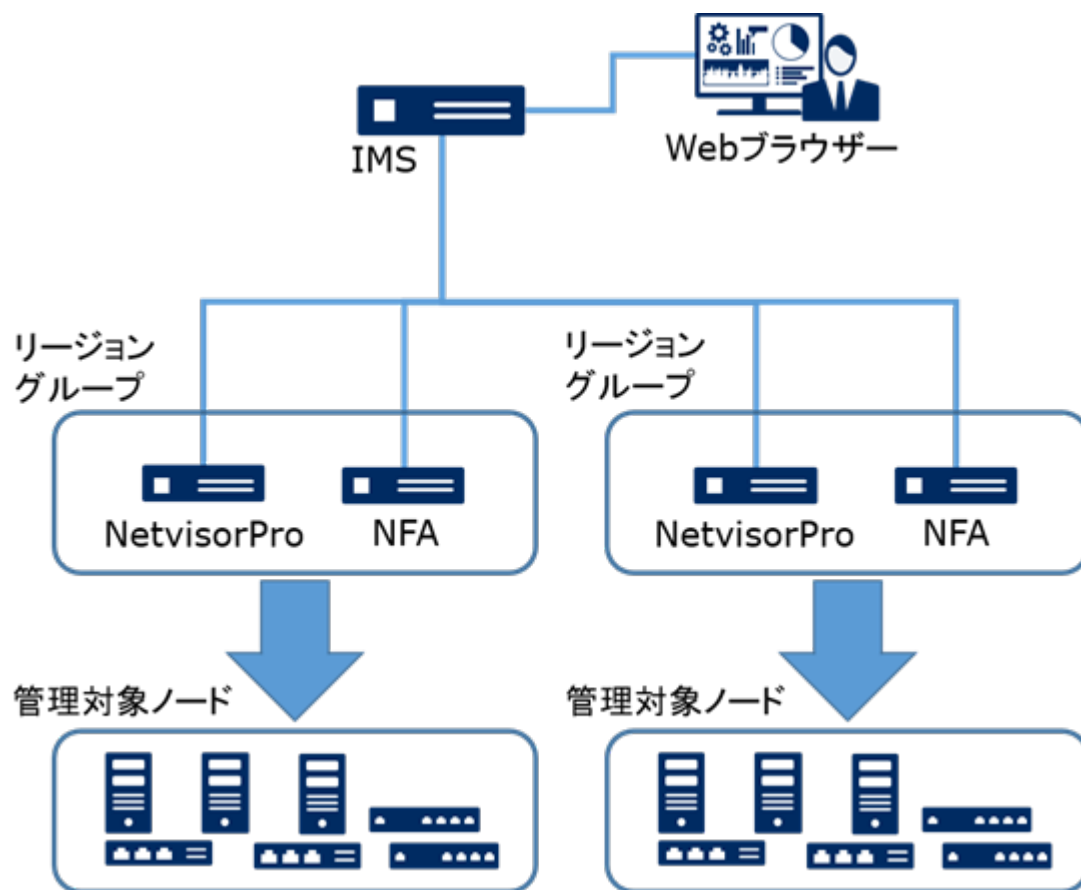 Webブラウザー
IMS
リージョン
グループ
リージョン
グループ
NetvisorPro
NFA
NetvisorPro
NFA
管理対象ノード
管理対象ノード